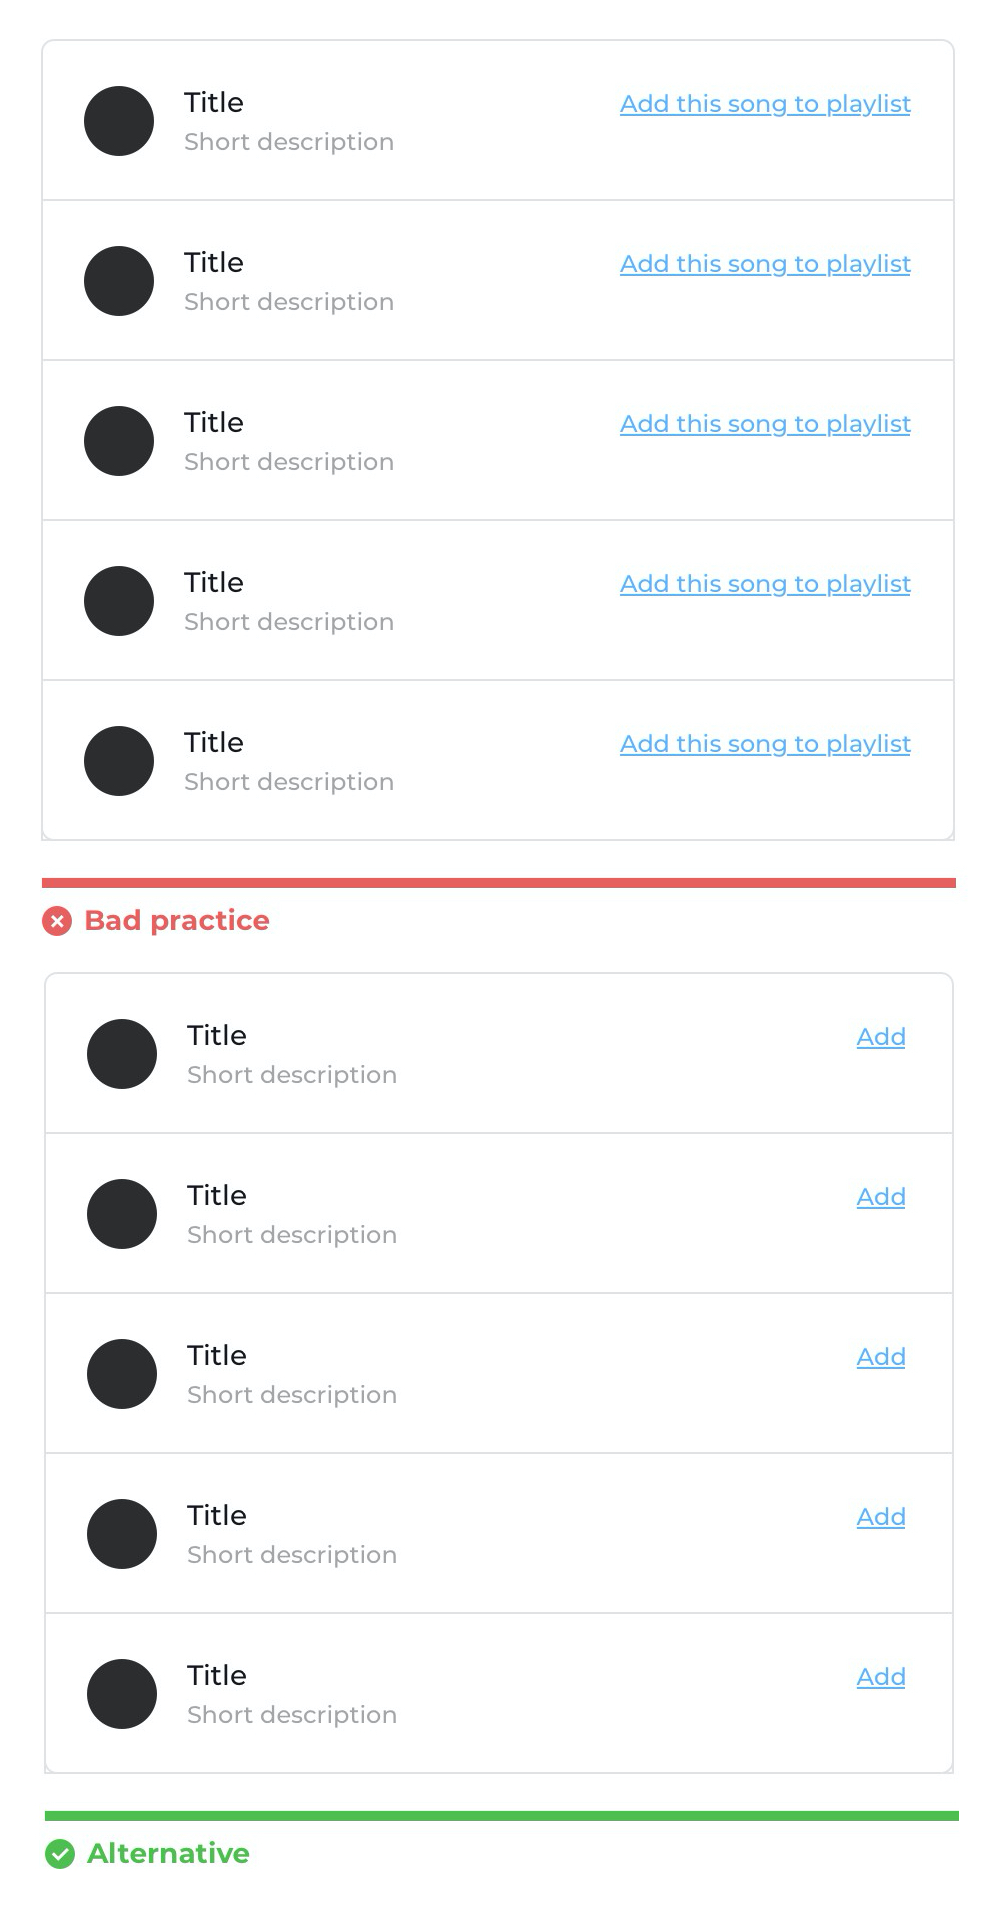 Title
Add this song to playlist
Short description
Title
Add this song to playlist
Short description
Title
Add this song to playlist
Short description
Title
Add this song to playlist
Short description
Title
Add this song to playlist
Short description
Bad practice
Title
Add
Short description
Title
Add
Short description
Title
Add
Short description
Title
Add
Short description
Title
Add
Short description
Alternative